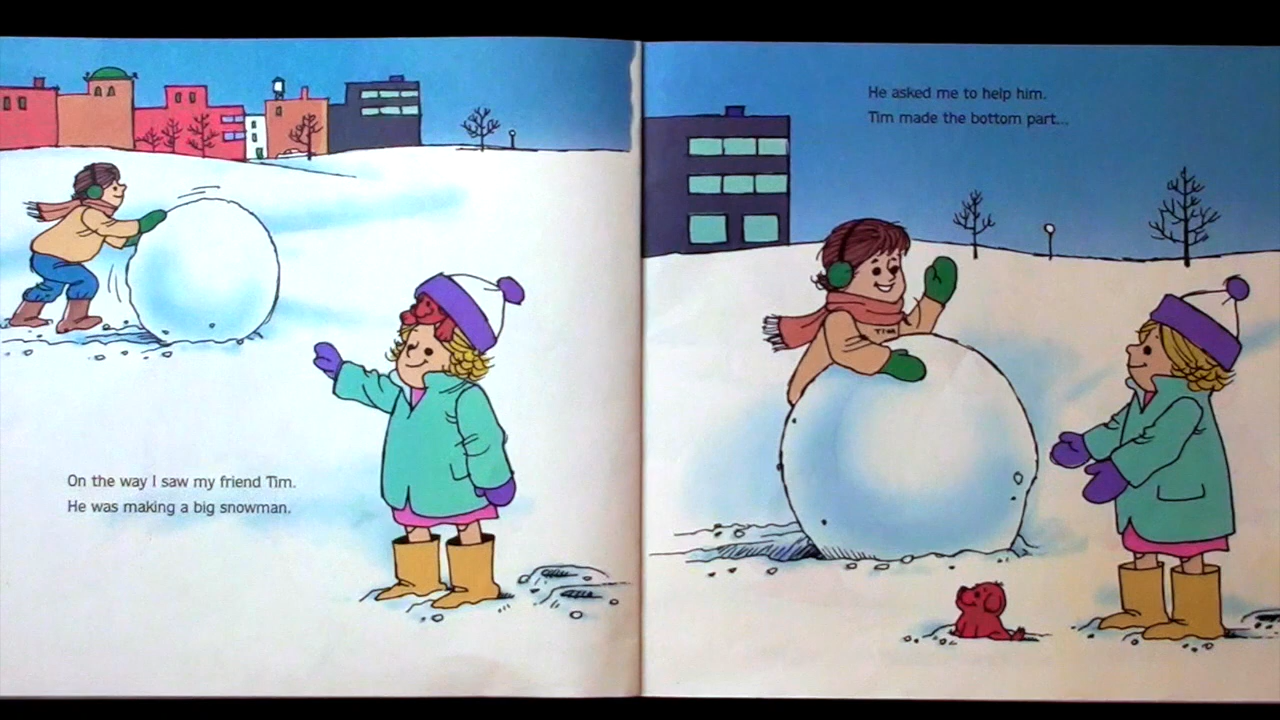 On the way I saw my friend Tim.
He was making a big snowman.
He asked me to help him.
Tim made the bottom part...
TIM